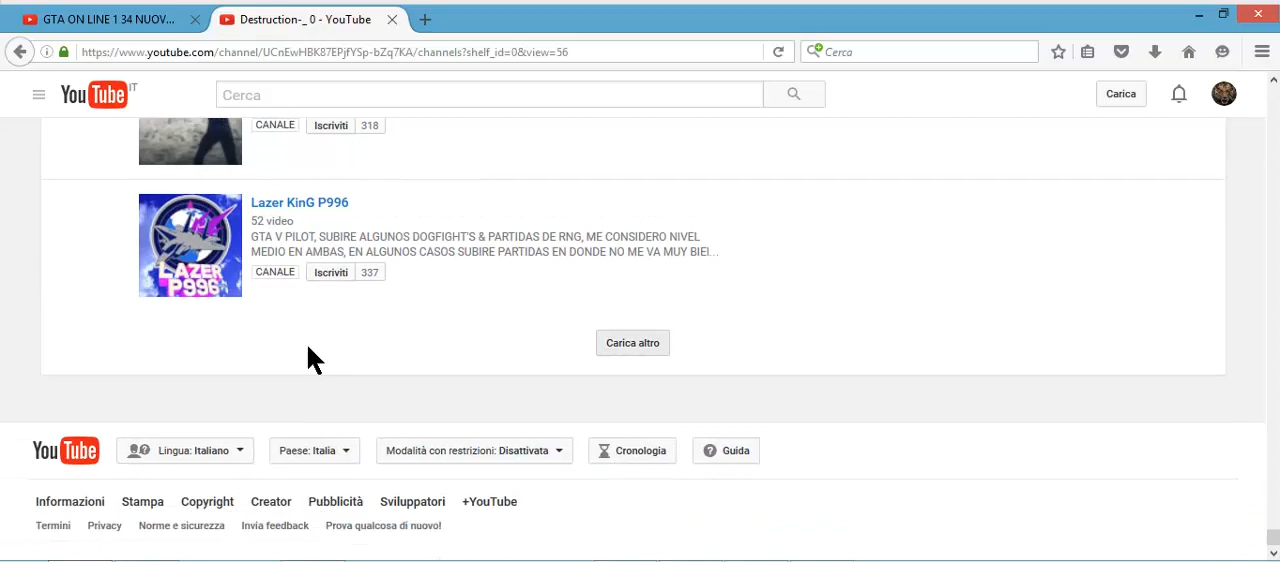 GTA ON LINE 1 34 NUOV...
Destruction-_ 0 - YouTube
https://www.youtube.com/channel/UCnEwHBK87EPjfYSp-bZq7KA/channels?shelf_id=0&view=56
Cerca
YouTube IT
Cerca
Carica
CANALE Iscriviti 318
Lazer KinG P996
52 video
GTA V PILOT, SUBIRE ALGUNOS DOGFIGHT'S & PARTIDAS DE RNG, ME CONSIDERO NIVEL
MEDIO EN AMBAS, EN ALGUNOS CASOS SUBIRE PARTIDAS EN DONDE NO ME VA MUY BIEI...
CANALE Iscriviti 337
LAZER
P996
Carica altro
YouTube Lingua: Italiano Paese: Italia Modalità con restrizioni: Disattivata Cronologia Guida
Informazioni Stampa Copyright Creator Pubblicità Sviluppatori +YouTube
Termini Privacy Norme e sicurezza Invia feedback Prova qualcosa di nuovo!